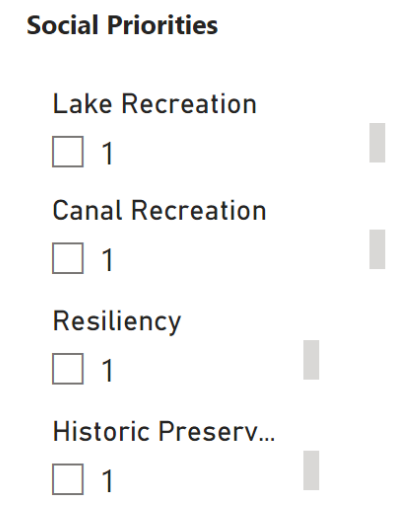 Social Priorities
Lake Recreation
1
Canal Recreation
1
Resiliency
1
Historic Preserv...
1